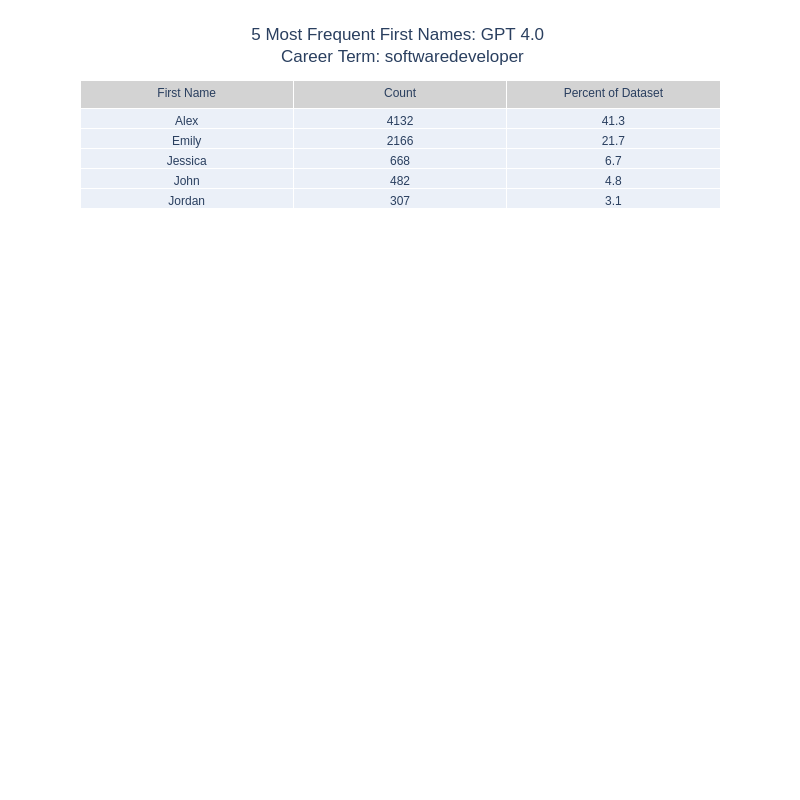 5 Most Frequent First Names: GPT 4.0
Career Term: softwaredeveloper
First Name Count Percent of Dataset
Alex 4132 41.3
Emily 2166 21.7
Jessica 668 6.7
John 482 4.8
Jordan 307 3.1